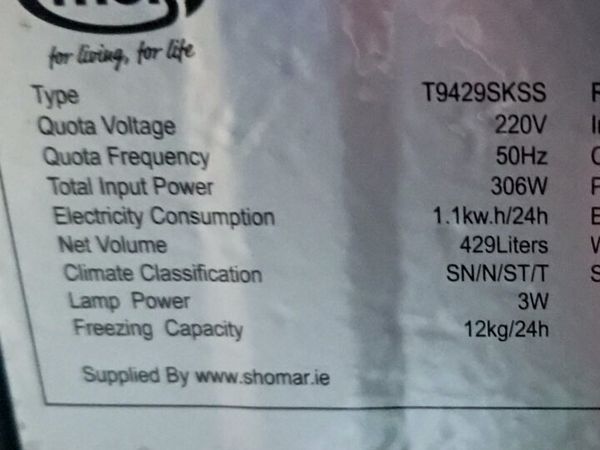 for living, for life
Type T9429SKSS
Quota Voltage 220V
Quota Frequency 50Hz
Total Input Power 306W
Electricity Consumption 1.1kw.h/24h
Net Volume 429Liters
Climate Classification SN/N/ST/T
Lamp Power 3W
Freezing Capacity 12kg/24h
Supplied By www.shomar.ie